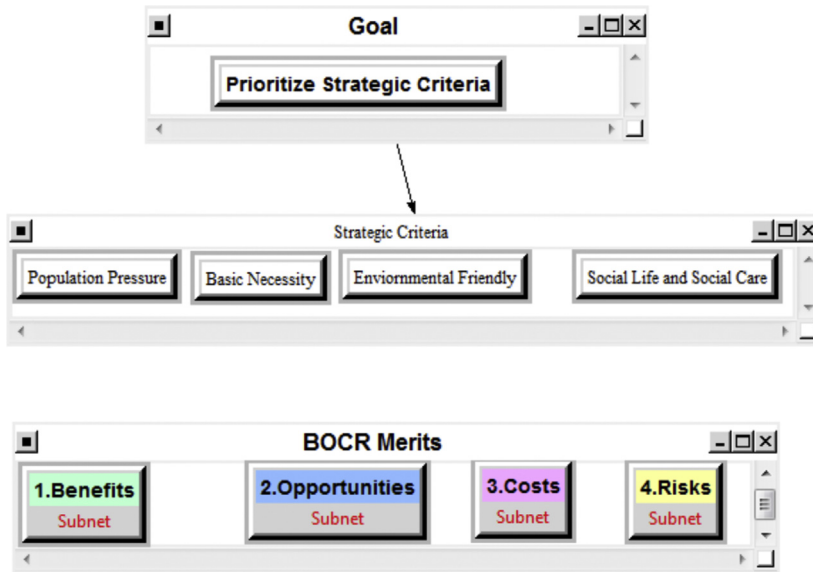 Goal
Prioritize Strategic Criteria
Strategic Criteria
Population Pressure
Basic Necessity
Enviornmental Friendly
Social Life and Social Care
BOCR Merits
1.Benefits
Subnet
2.Opportunities
Subnet
3.Costs
Subnet
4.Risks
Subnet